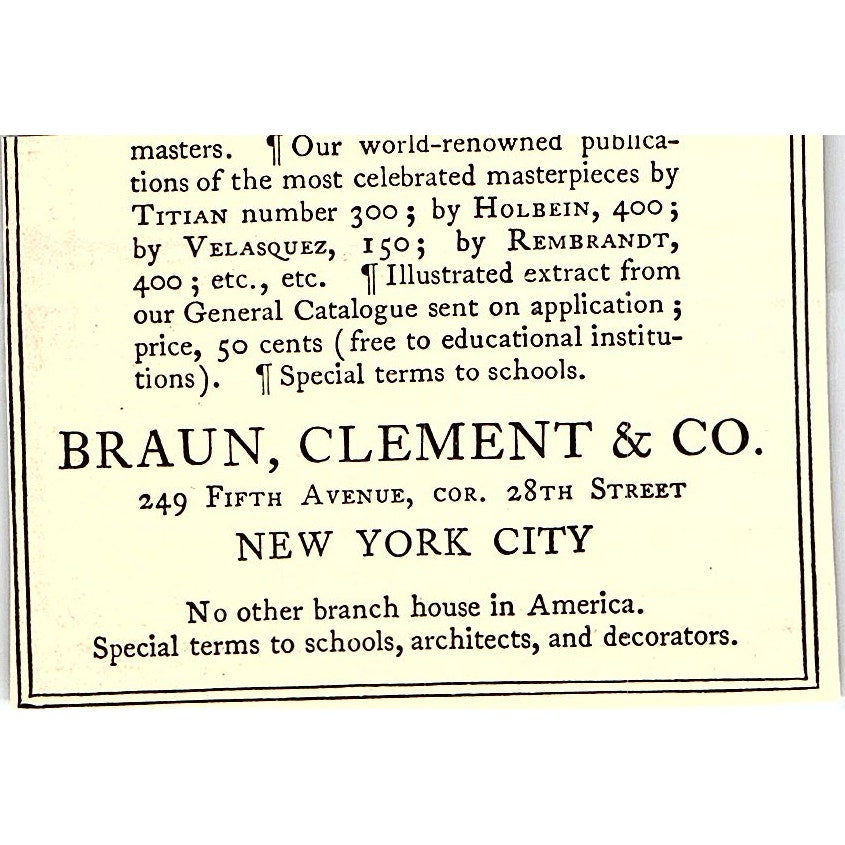 masters. ¶ Our world-renowned publica-
tions of the most celebrated masterpieces by
TITIAN number 300; by HOLBEIN, 400;
by VELASQUEZ, 150; by REMBRANDT,
400; etc., etc. ¶ Illustrated extract from
our General Catalogue sent on application;
price, 50 cents (free to educational institu-
tions). ¶ Special terms to schools.
BRAUN, CLEMENT & CO.
249 FIFTH AVENUE, COR. 28TH STREET
NEW YORK CITY
No other branch house in America.
Special terms to schools, architects, and decorators.